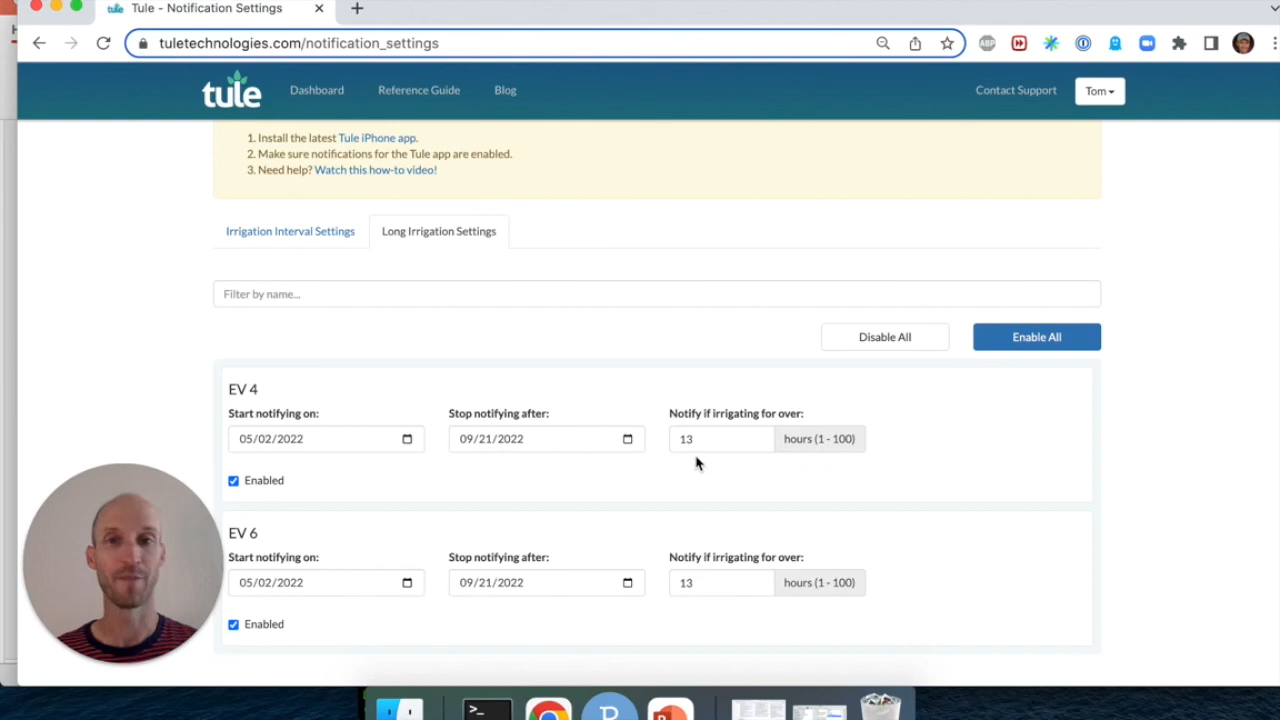 Tule - Notification Settings
tuletechnologies.com/notification_settings
ABP
tule
Dashboard
Reference Guide
Blog
Contact Support
Tom
1. Install the latest Tule iPhone app.
2. Make sure notifications for the Tule app are enabled.
3. Need help? Watch this how-to video!
Irrigation Interval Settings
Long Irrigation Settings
Filter by name...
Disable All
Enable All
EV 4
Start notifying on:
Stop notifying after:
Notify if irrigating for over:
05/02/2022
09/21/2022
13
hours (1 - 100)
Enabled
EV 6
Start notifying on:
Stop notifying after:
Notify if irrigating for over:
05/02/2022
09/21/2022
13
hours (1 - 100)
Enabled